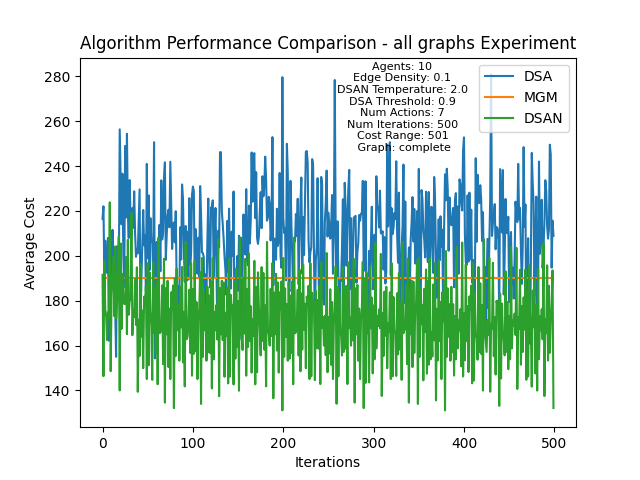 Algorithm Performance Comparison - all graphs Experiment
Agents: 10
Edge Density: 0.1
DSAN Temperature: 2.0
DSA Threshold: 0.9
Num Actions: 7
Num Iterations: 500
Cost Range: 501
Graph: complete
DSA
MGM
DSAN
Average Cost
280
260
240
220
200
180
160
140
0
100
200
300
400
500
Iterations